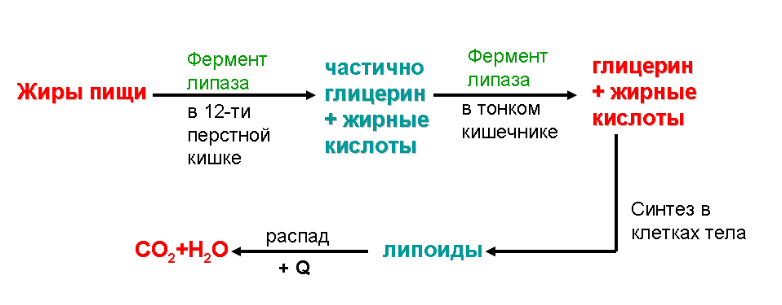 Жиры пищи
Фермент
липаза
в 12-ти
перстной
кишке
частично
глицерин
+ жирные
кислоты
Фермент
липаза
в тонком
кишечнике
глицерин
+ жирные
кислоты
Синтез в
клетках тела
липоиды
распад
+ Q
CO₂+H₂O